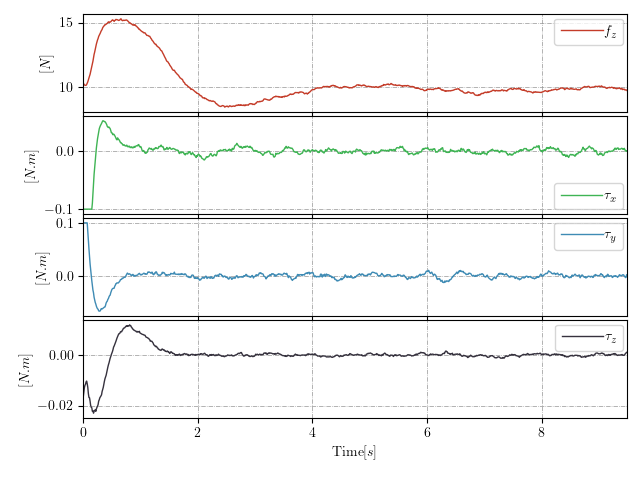 15
10
[N]
f_z
0.0
−0.1
[N.m]
τ_x
0.1
0.0
[N.m]
τ_y
0.00
−0.02
[N.m]
τ_z
0 2 4 6 8
Time[s]